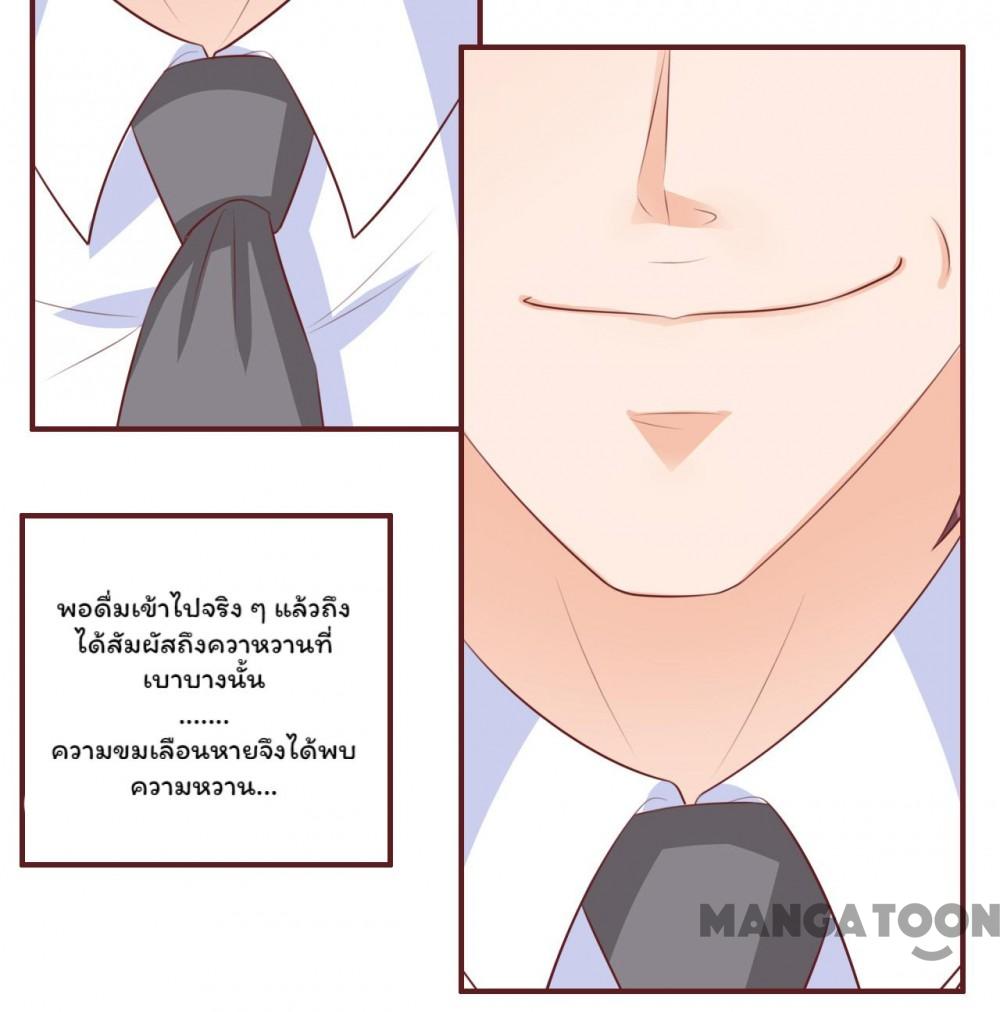 พอดื่มเข้าไปจริง ๆ แล้วถึง
ได้สัมผัสถึงควาหวานที่
เบาบางนั้น
.......
ความขมเลือนหายจึงได้พบ
ความหวาน...
MANGATOON